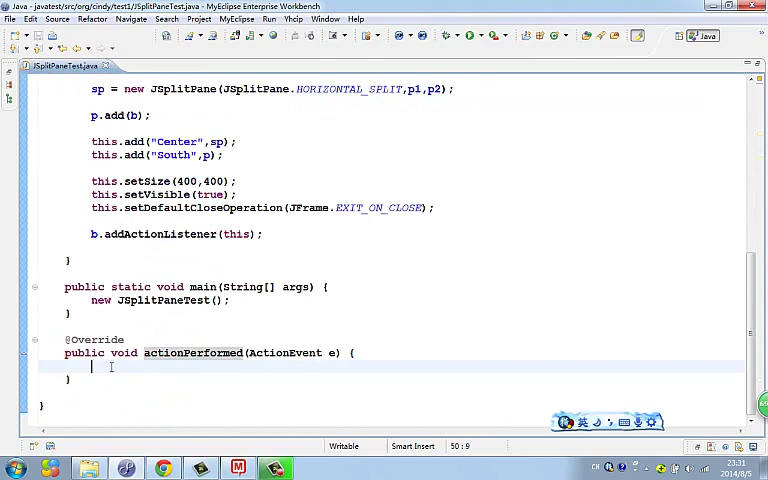 Java - javatest/src/org/cindy/test1/JSplitPaneTest.java - MyEclipse Enterprise Workbench
File Edit Source Refactor Navigate Search Project MyEclipse Run Yhcip Window Help
Java
JSplitPaneTest.java
sp = new JSplitPane(JSplitPane.HORIZONTAL_SPLIT,p1,p2);
p.add(b);
this.add("Center",sp);
this.add("South",p);
this.setSize(400,400);
this.setVisible(true);
this.setDefaultCloseOperation(JFrame.EXIT_ON_CLOSE);
b.addActionListener(this);
}
public static void main(String[] args) {
new JSplitPaneTest();
}
@Override
public void actionPerformed(ActionEvent e) {
}
}
英
Writable Smart Insert 50 : 9
CH 23:31
2014/8/5